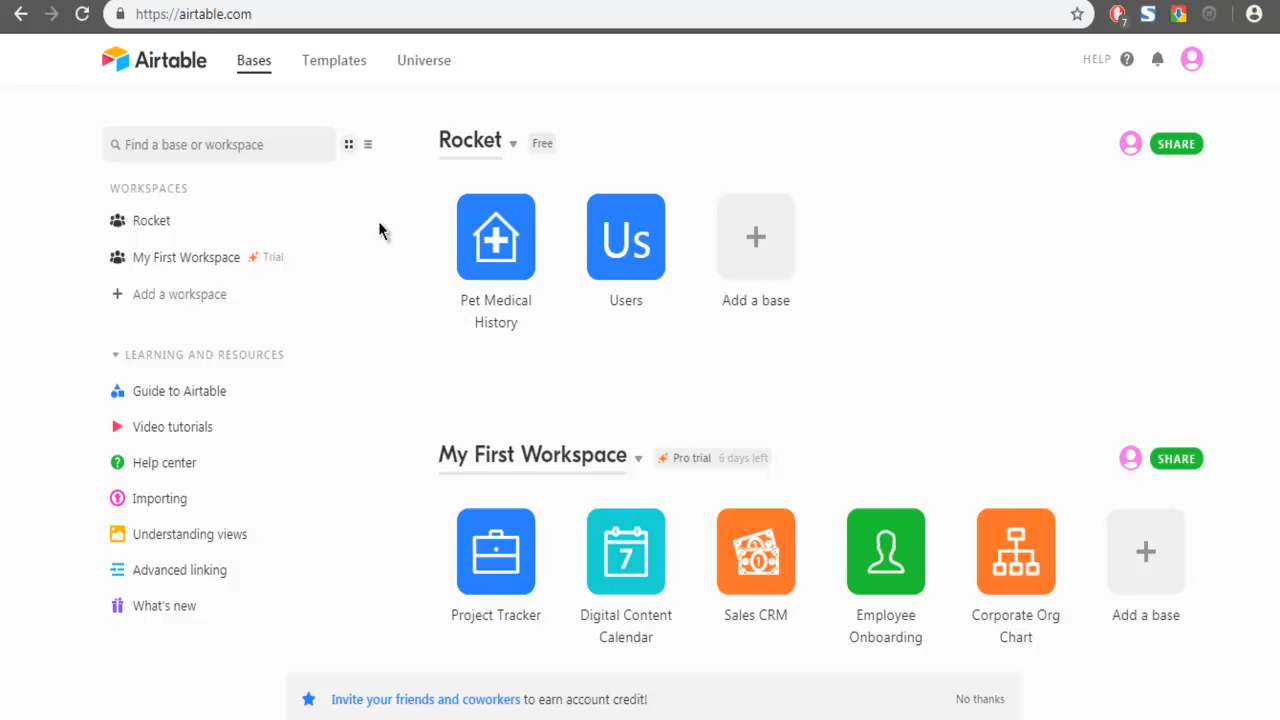 https://airtable.com
7
Airtable
Bases
Templates
Universe
HELP
Find a base or workspace
WORKSPACES
Rocket
My First Workspace Trial
Add a workspace
LEARNING AND RESOURCES
Guide to Airtable
Video tutorials
Help center
Importing
Understanding views
Advanced linking
What's new
Rocket Free
SHARE
Us
Pet Medical
History
Users
Add a base
My First Workspace Pro trial 6 days left
SHARE
7
Project Tracker
Digital Content
Calendar
Sales CRM
Employee
Onboarding
Corporate Org
Chart
Add a base
Invite your friends and coworkers to earn account credit!
No thanks